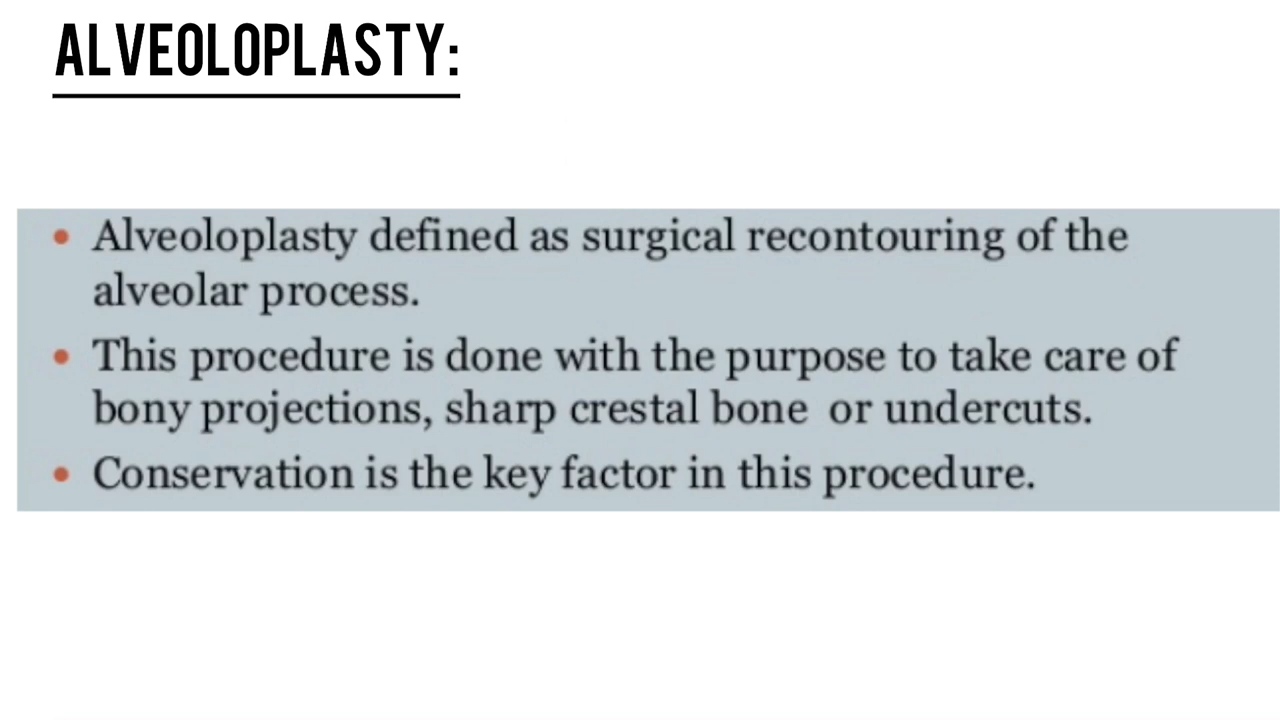 ALVEOLOPLASTY:
• Alveoloplasty defined as surgical recontouring of the
alveolar process.
• This procedure is done with the purpose to take care of
bony projections, sharp crestal bone or undercuts.
• Conservation is the key factor in this procedure.